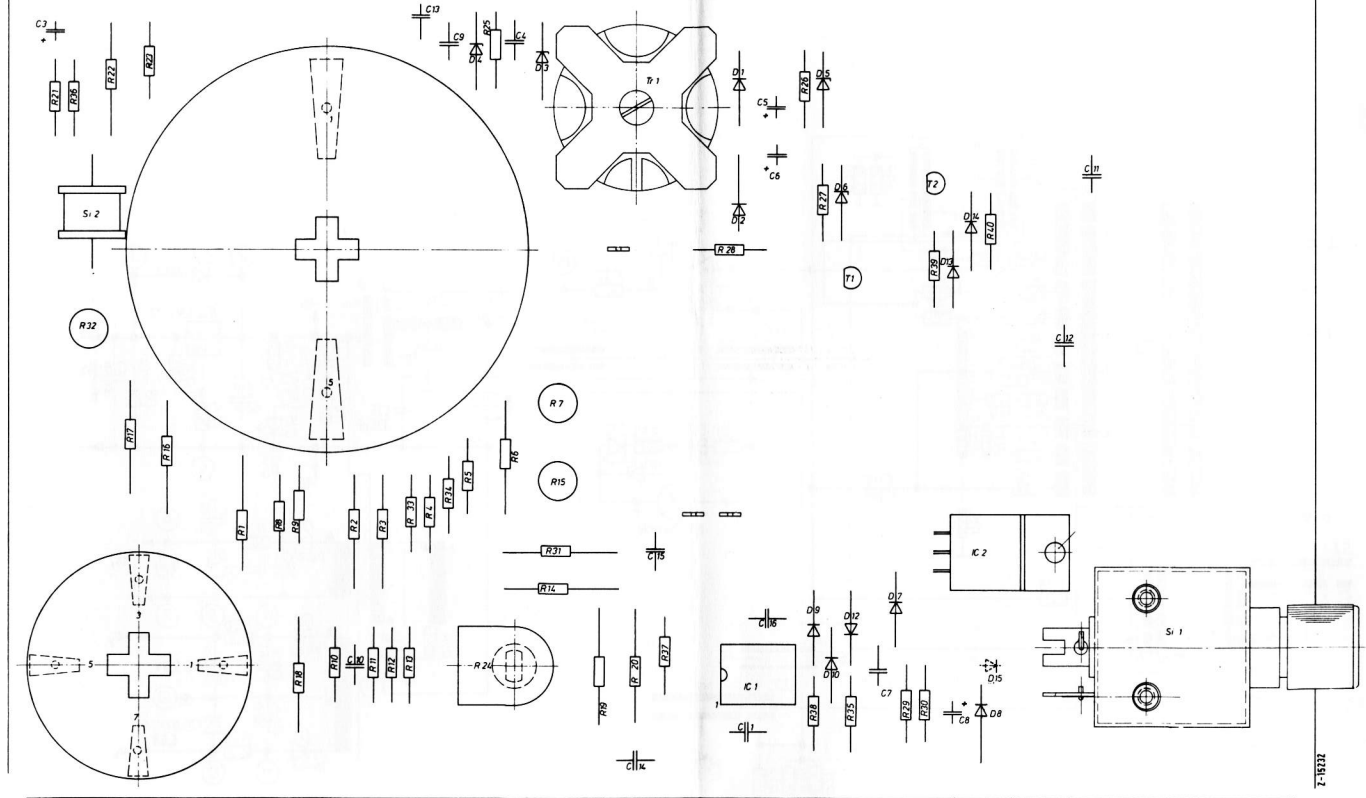 C3
+
C13
C9
D4
R25
C4
D3
Tr 1
D1
R26
D5
C5
+
R21
R36
R22
R23
1
+
C6
R27
D6
T2
C11
Si 2
D2
D14
R40
R28
R39
D13
T1
R32
C12
5
R7
R17
R16
R6
R5
R15
R34
R1
R8
R9
R2
R3
R33
R4
R31
C15
IC 2
R14
3
D9
D12
D7
C16
Si 1
5
1
R18
R10
C10
R11
R12
R13
R24
R19
R20
R37
IC 1
1
D10
C7
D15
7
R38
R35
R29
R30
+
C8
D8
C1
C14
Z-15232